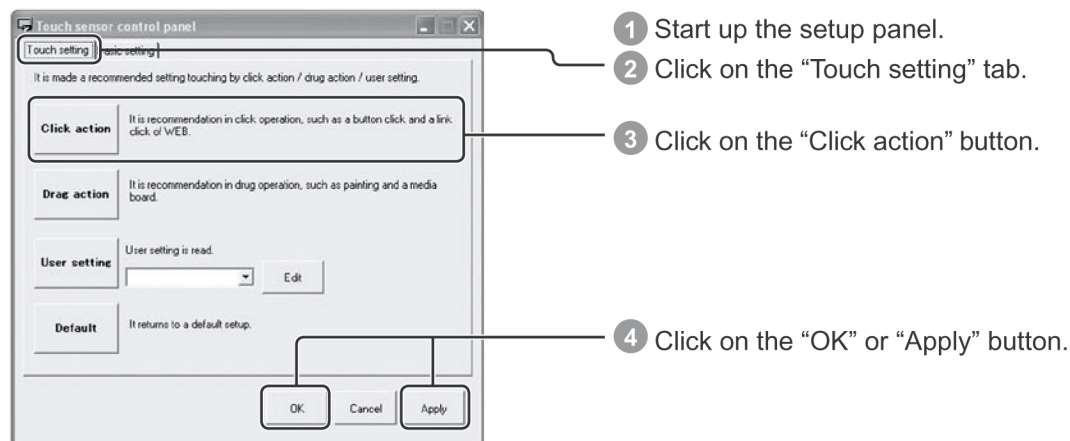 Touch sensor control panel
Touch setting
setting
It is made a recommended setting touching by click action / drug action / user setting.
Click action
It is recommendation in click operation, such as a button click and a link
click of WEB.
Drag action
It is recommendation in drug operation, such as painting and a media
board.
User setting
User setting is read.
Edit
Default
It returns to a default setup.
OK
Cancel
Apply
1 Start up the setup panel.
2 Click on the “Touch setting” tab.
3 Click on the “Click action” button.
4 Click on the “OK” or “Apply” button.